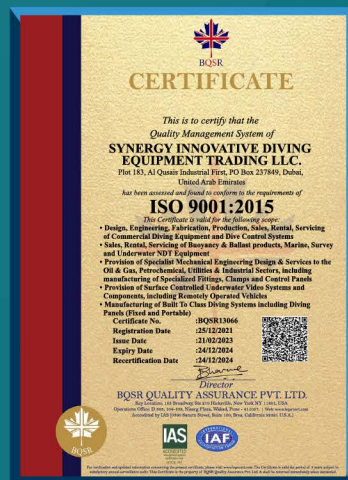 BQSR
CERTIFICATE
This is to certify that the
Quality Management System of
SYNERGY INNOVATIVE DIVING
EQUIPMENT TRADING LLC.
Plot 183, Al Qusais Industrial First, PO Box 237849, Dubai,
United Arab Emirates
has been assessed and found to conform to the requirements of
ISO 9001:2015
This Certificate is valid for the following scope:
• Design, Engineering, Fabrication, Production, Sales, Rental, Servicing
of Commercial Diving Equipment and Dive Control Systems
• Sales, Rental, Servicing of Buoyancy & Ballast products, Marine, Survey
and Underwater NDT Equipment
• Provision of Specialist Mechanical Engineering Design & Services to the
Oil & Gas, Petrochemical, Utilities & Industrial Sectors, including
manufacturing of Specialized Fittings, Clamps and Control Panels
• Provision of Surface Controlled Underwater Video Systems and
Components, including Remotely Operated Vehicles
• Manufacturing of Built To Class Diving Systems including Diving
Panels (Fixed and Portable)
Certificate No. :BQSR13066
Registration Date :25/12/2021
Issue Date :21/02/2023
Expiry Date :24/12/2024
Recertification Date :24/12/2024
Director
BQSR QUALITY ASSURANCE PVT. LTD.
IAS
ACCREDITED
IAF
BQSR